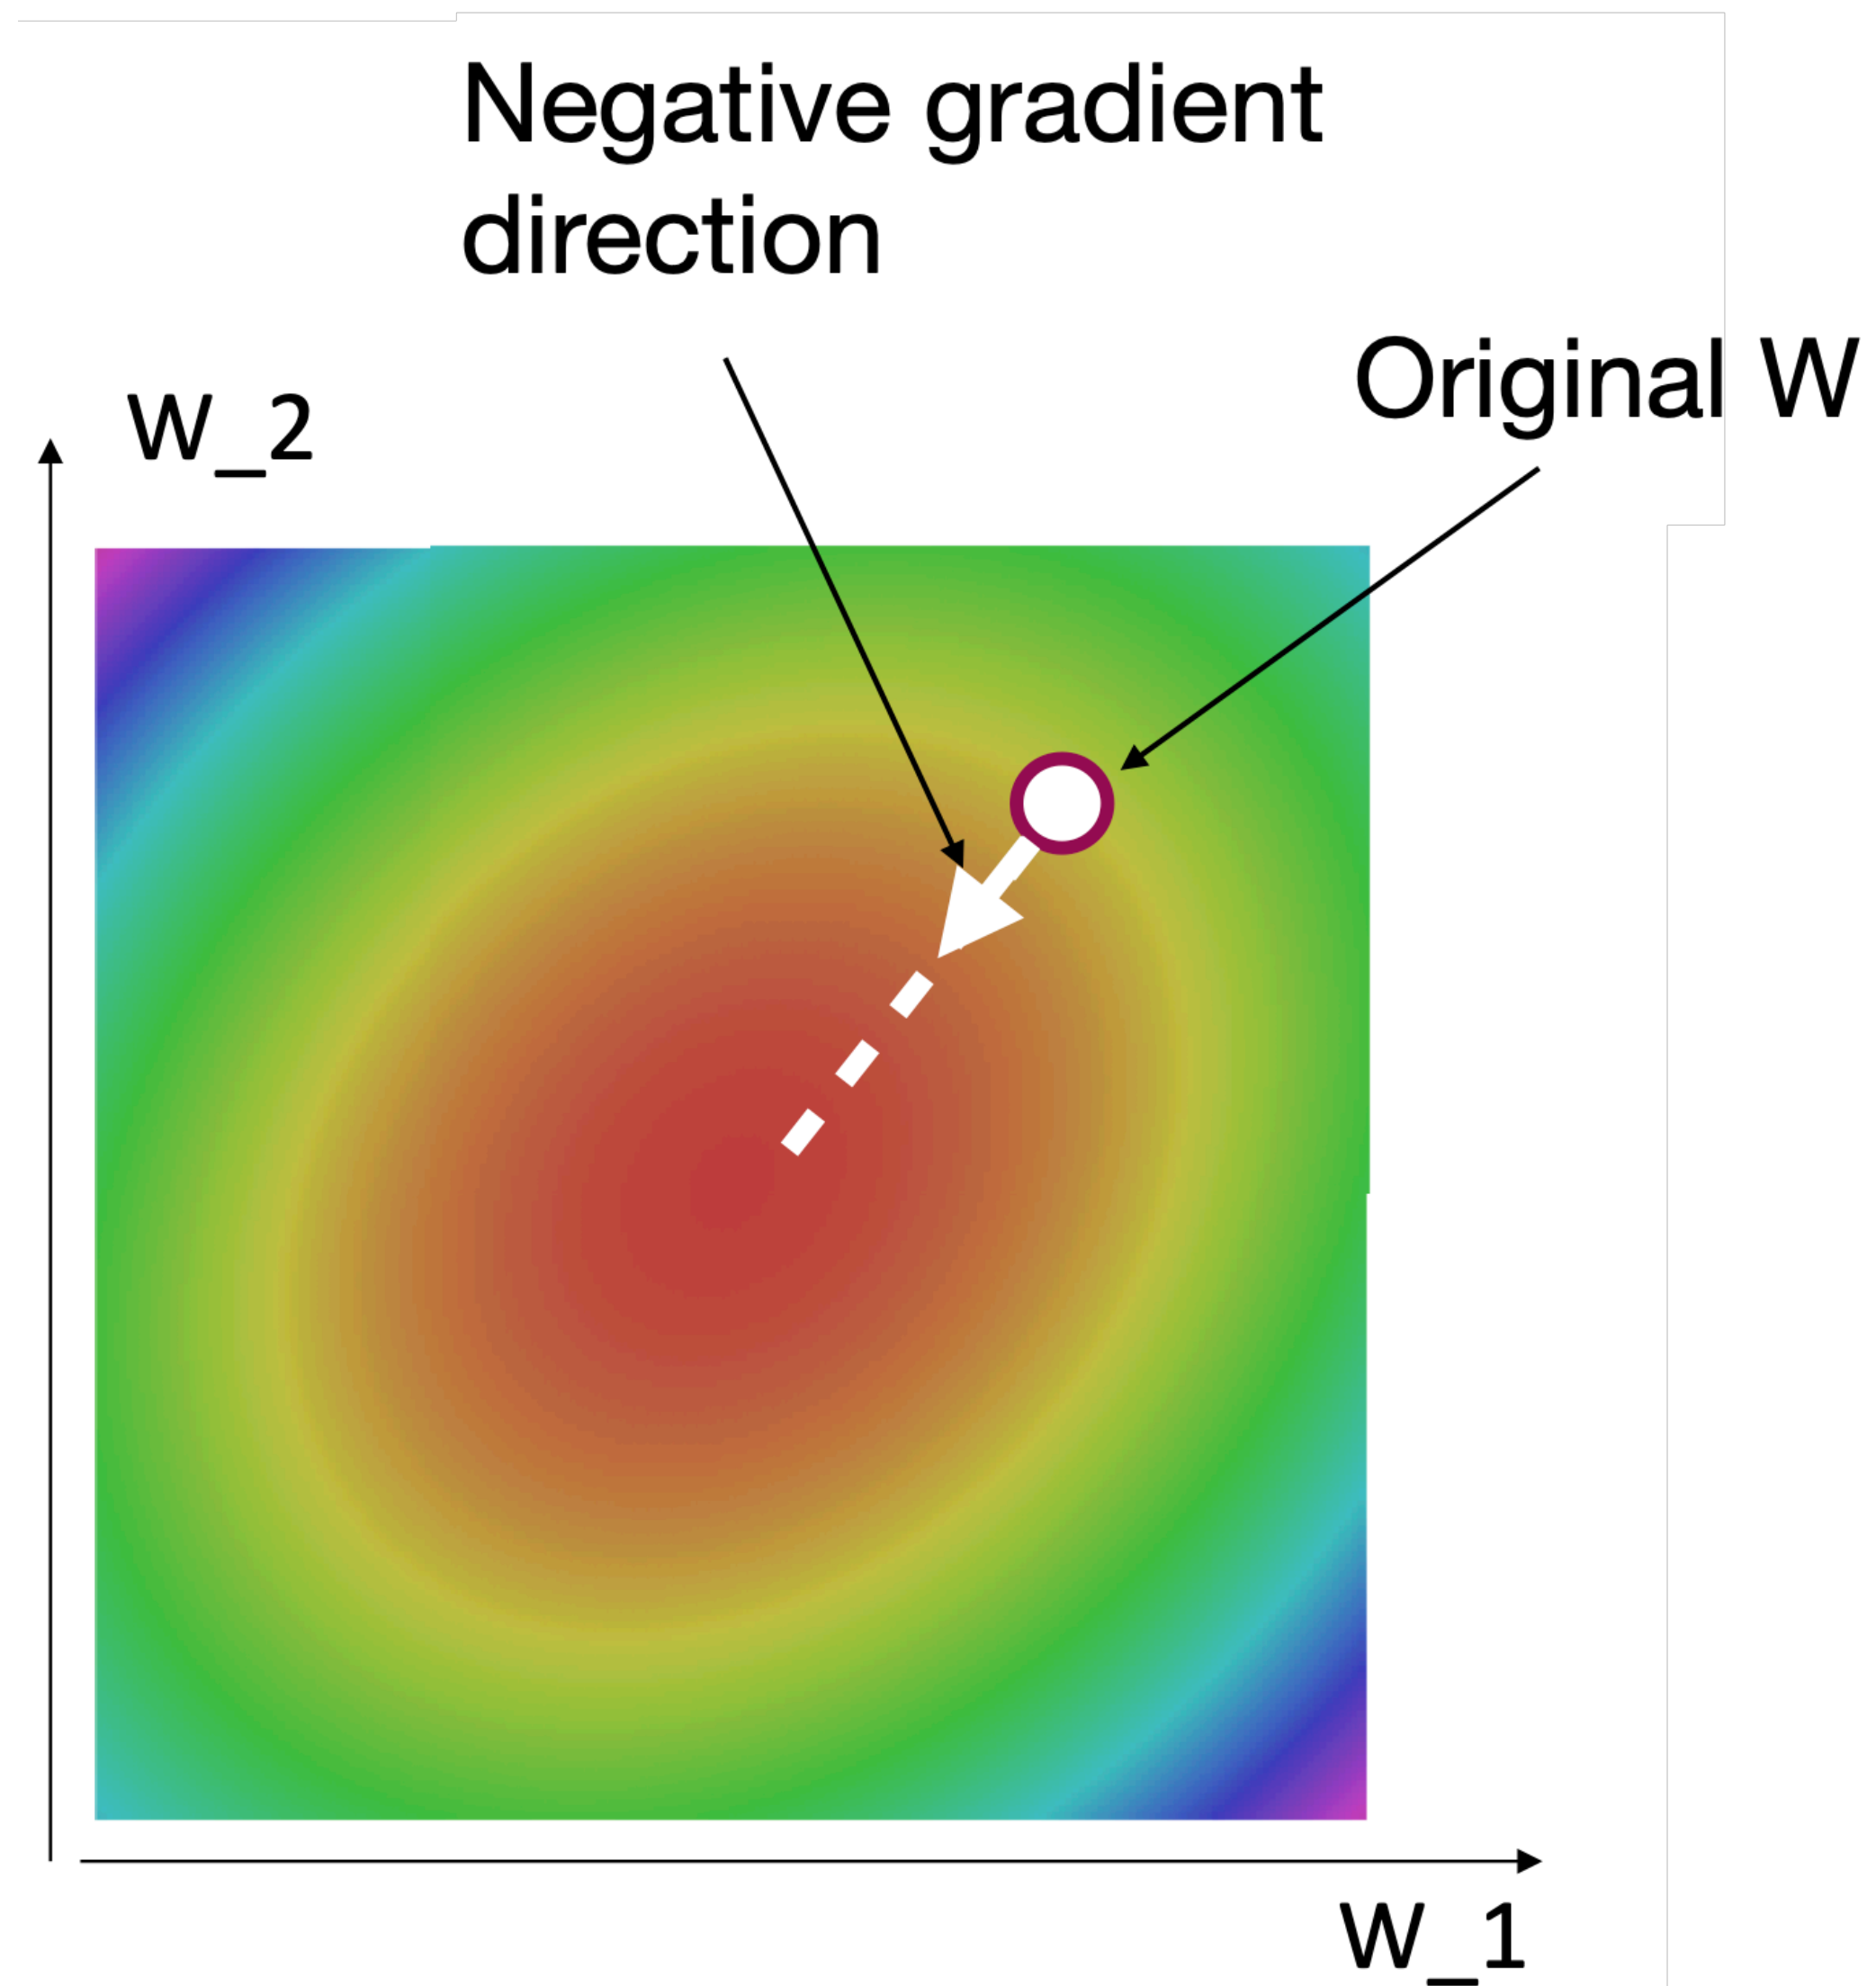 Negative gradient
direction
Original W
W_2
W_1